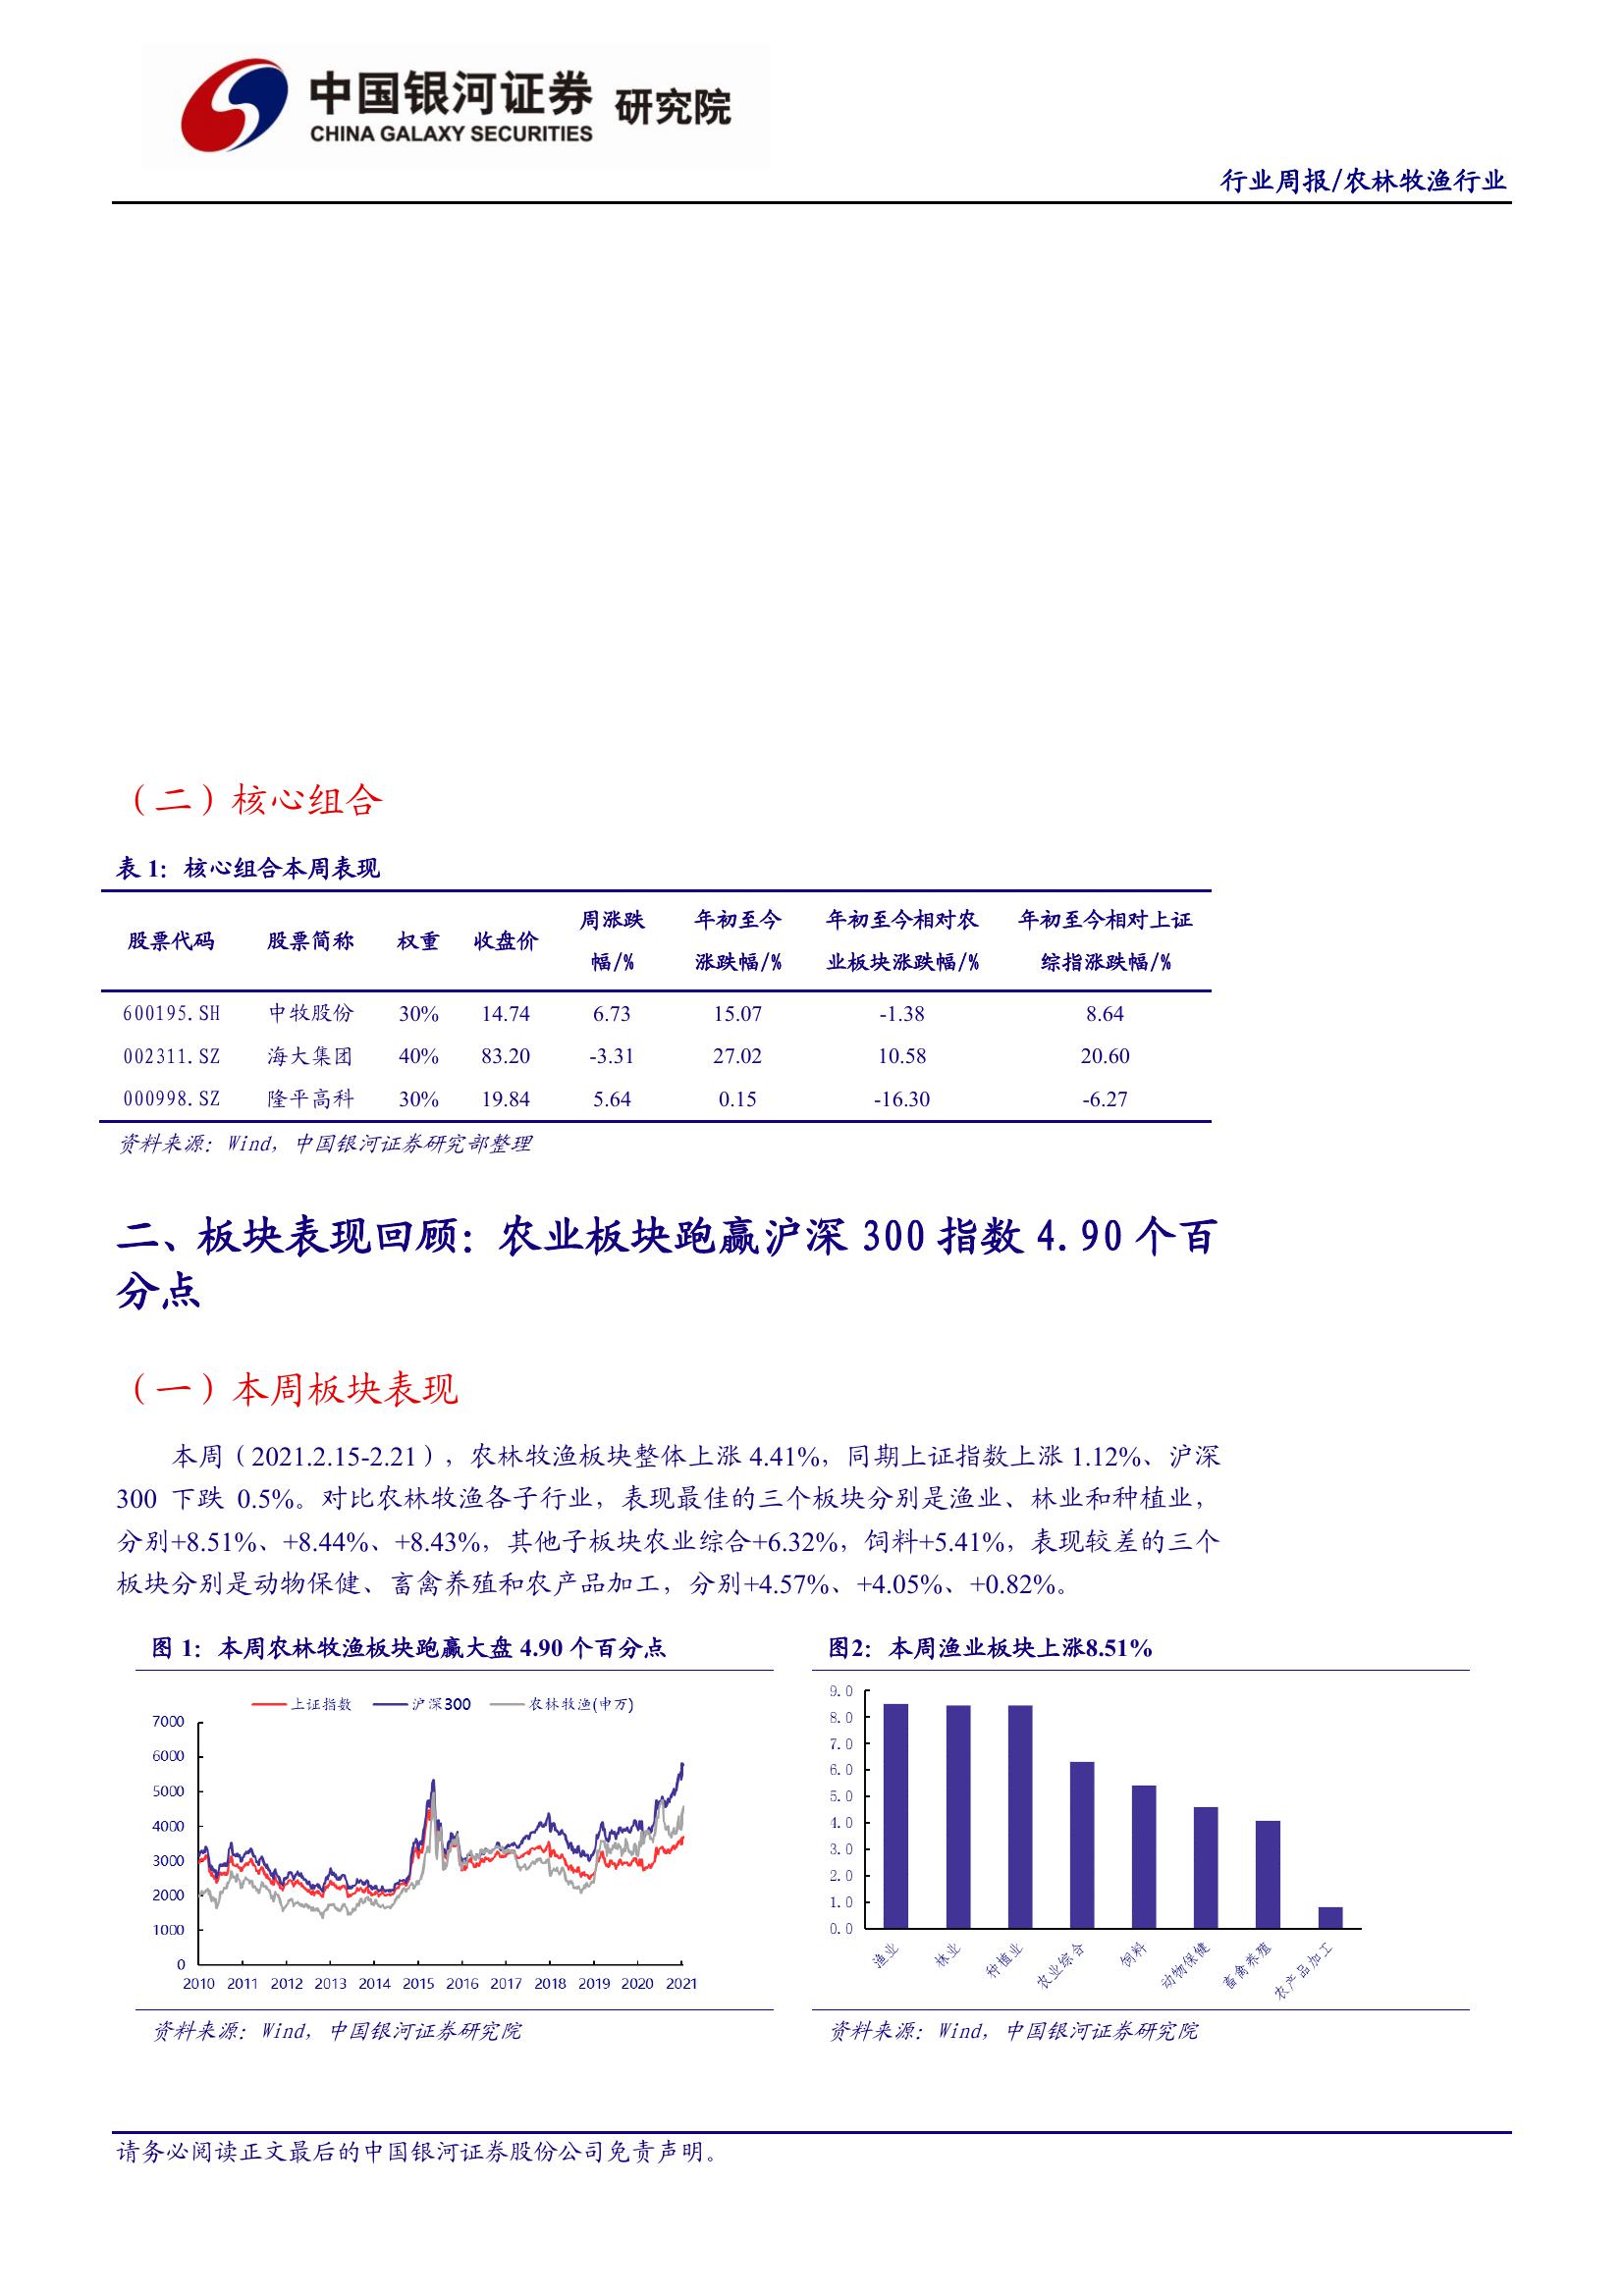 中国银河证券 研究院
CHINA GALAXY SECURITIES
行业周报/农林牧渔行业
（二）核心组合
表 1：核心组合本周表现
股票代码 股票简称 权重 收盘价 周涨跌幅/% 年初至今涨跌幅/% 年初至今相对农业板块涨跌幅/% 年初至今相对上证综指涨跌幅/%
600195.SH 中牧股份 30% 14.74 6.73 15.07 -1.38 8.64
002311.SZ 海大集团 40% 83.20 -3.31 27.02 10.58 20.60
000998.SZ 隆平高科 30% 19.84 5.64 0.15 -16.30 -6.27
资料来源：Wind，中国银河证券研究部整理
二、板块表现回顾：农业板块跑赢沪深 300 指数 4.90 个百
分点
（一）本周板块表现
本周（2021.2.15-2.21），农林牧渔板块整体上涨 4.41%，同期上证指数上涨 1.12%、沪深
300 下跌 0.5%。对比农林牧渔各子行业，表现最佳的三个板块分别是渔业、林业和种植业，
分别+8.51%、+8.44%、+8.43%，其他子板块农业综合+6.32%，饲料+5.41%，表现较差的三个
板块分别是动物保健、畜禽养殖和农产品加工，分别+4.57%、+4.05%、+0.82%。
图 1：本周农林牧渔板块跑赢大盘 4.90 个百分点
上证指数 沪深300 农林牧渔(申万)
7000
6000
5000
4000
3000
2000
1000
0
2010 2011 2012 2013 2014 2015 2016 2017 2018 2019 2020 2021
资料来源：Wind，中国银河证券研究院
图2：本周渔业板块上涨8.51%
9.0
8.0
7.0
6.0
5.0
4.0
3.0
2.0
1.0
0.0
渔业 林业 种植业 农业综合 饲料 动物保健 畜禽养殖 农产品加工
资料来源：Wind，中国银河证券研究院
请务必阅读正文最后的中国银河证券股份公司免责声明。